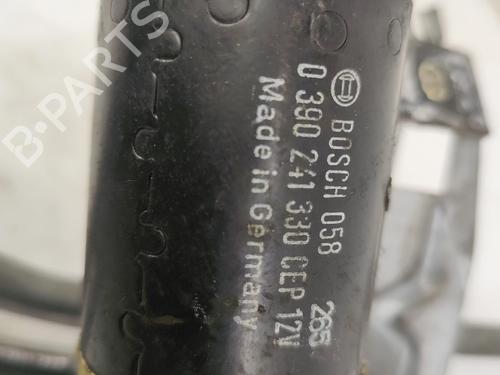 B-PARTS
BOSCH 058 265
0 390 241 330 CEP 12V
Made in Germany